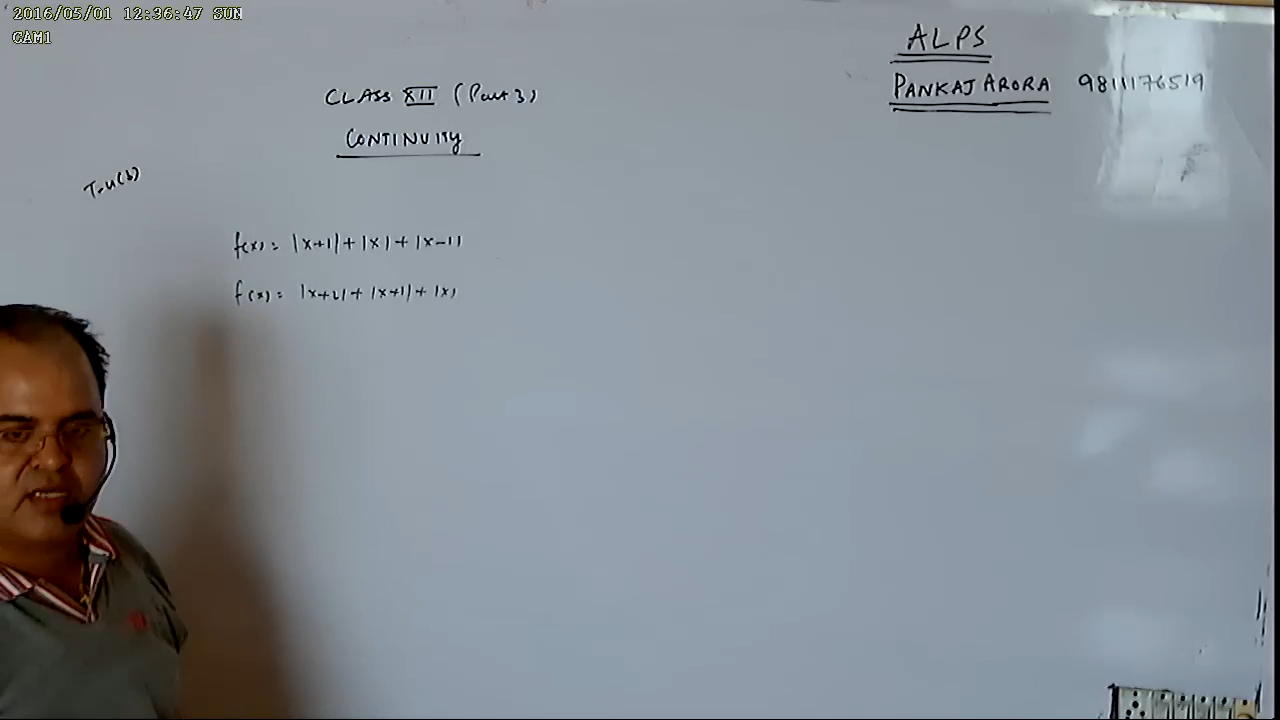 2016/05/01 12:36:47 SUN
CAM1
ALPS
PANKAJ ARORA 9811176519
CLASS XII (Part 3)
CONTINUITY
f(x) = |x+1| + |x| + |x-1|
f(x) = |x+2| + |x+1| + |x|